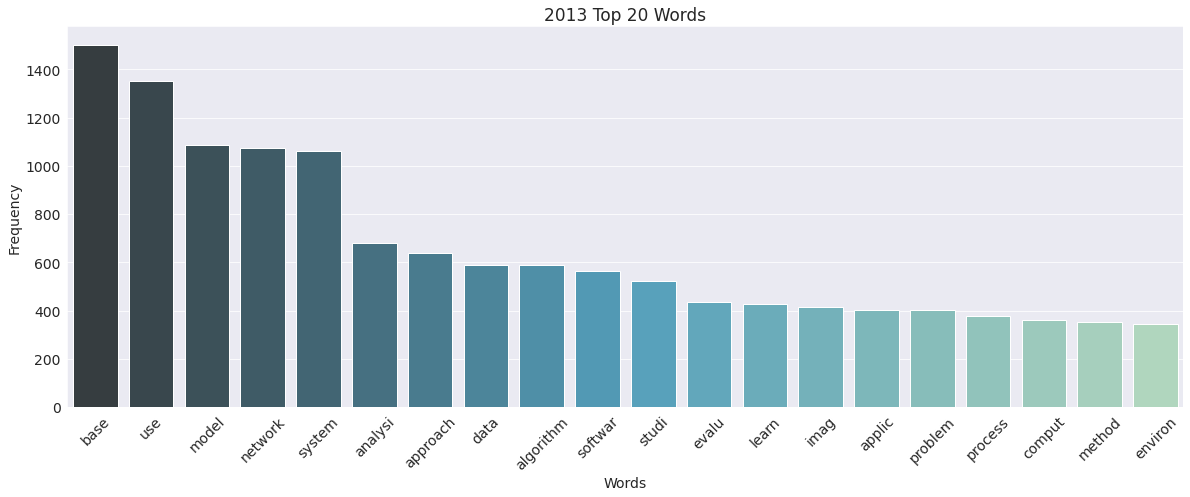 2013 Top 20 Words
Frequency
1400
1200
1000
800
600
400
200
0
base
use
model
network
system
analysi
approach
data
algorithm
softwar
studi
evalu
learn
imag
applic
problem
process
comput
method
environ
Words